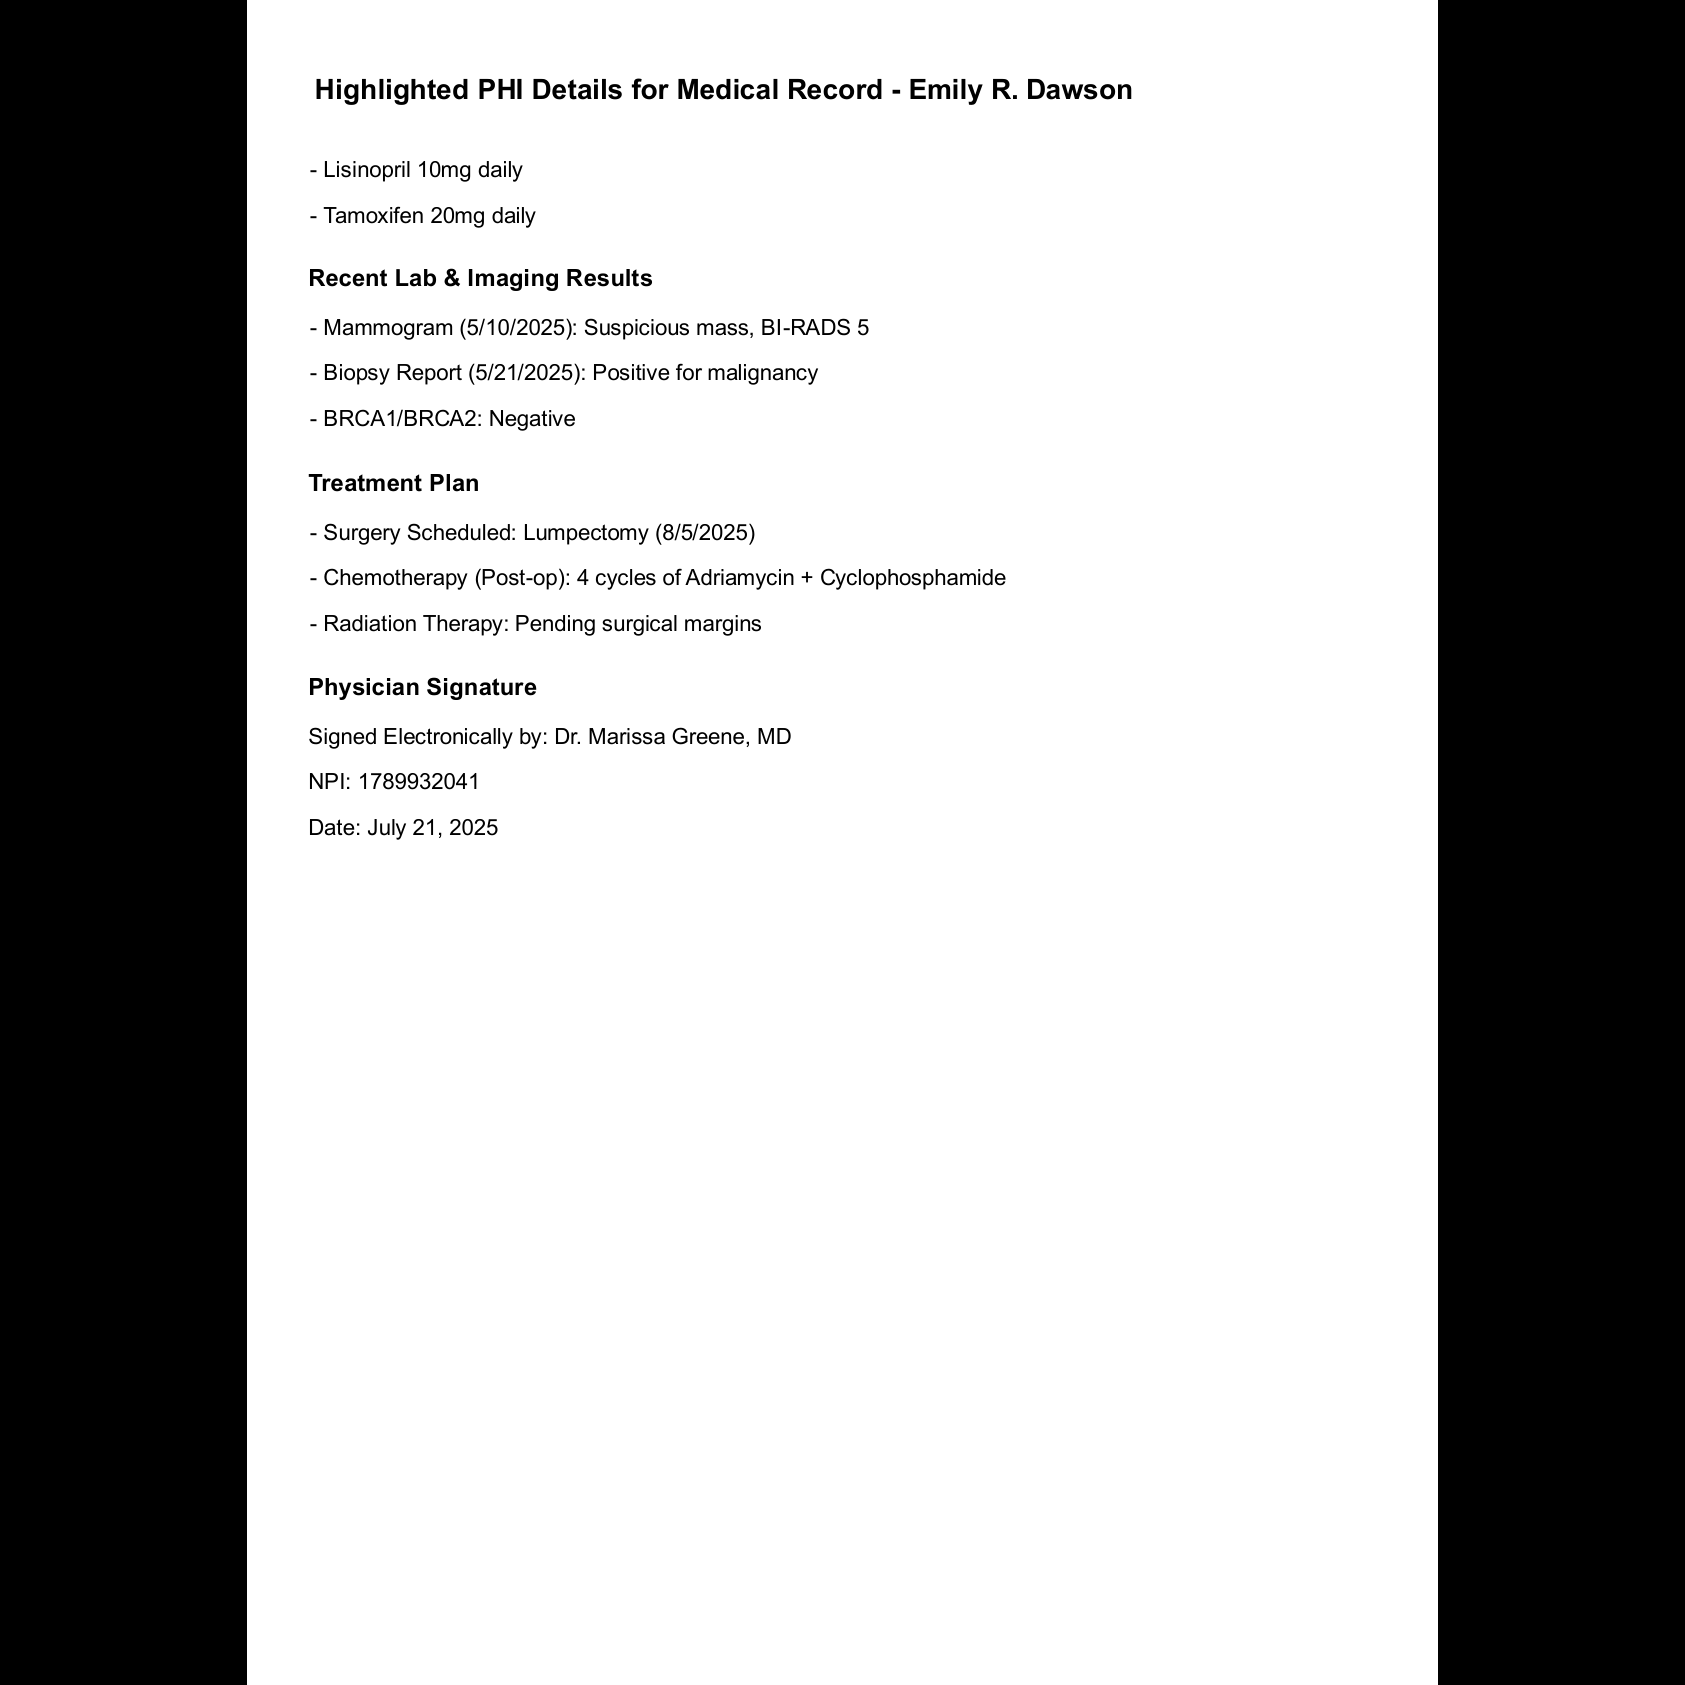 Highlighted PHI Details for Medical Record - Emily R. Dawson
- Lisinopril 10mg daily
- Tamoxifen 20mg daily
Recent Lab & Imaging Results
- Mammogram (5/10/2025): Suspicious mass, BI-RADS 5
- Biopsy Report (5/21/2025): Positive for malignancy
- BRCA1/BRCA2: Negative
Treatment Plan
- Surgery Scheduled: Lumpectomy (8/5/2025)
- Chemotherapy (Post-op): 4 cycles of Adriamycin + Cyclophosphamide
- Radiation Therapy: Pending surgical margins
Physician Signature
Signed Electronically by: Dr. Marissa Greene, MD
NPI: 1789932041
Date: July 21, 2025